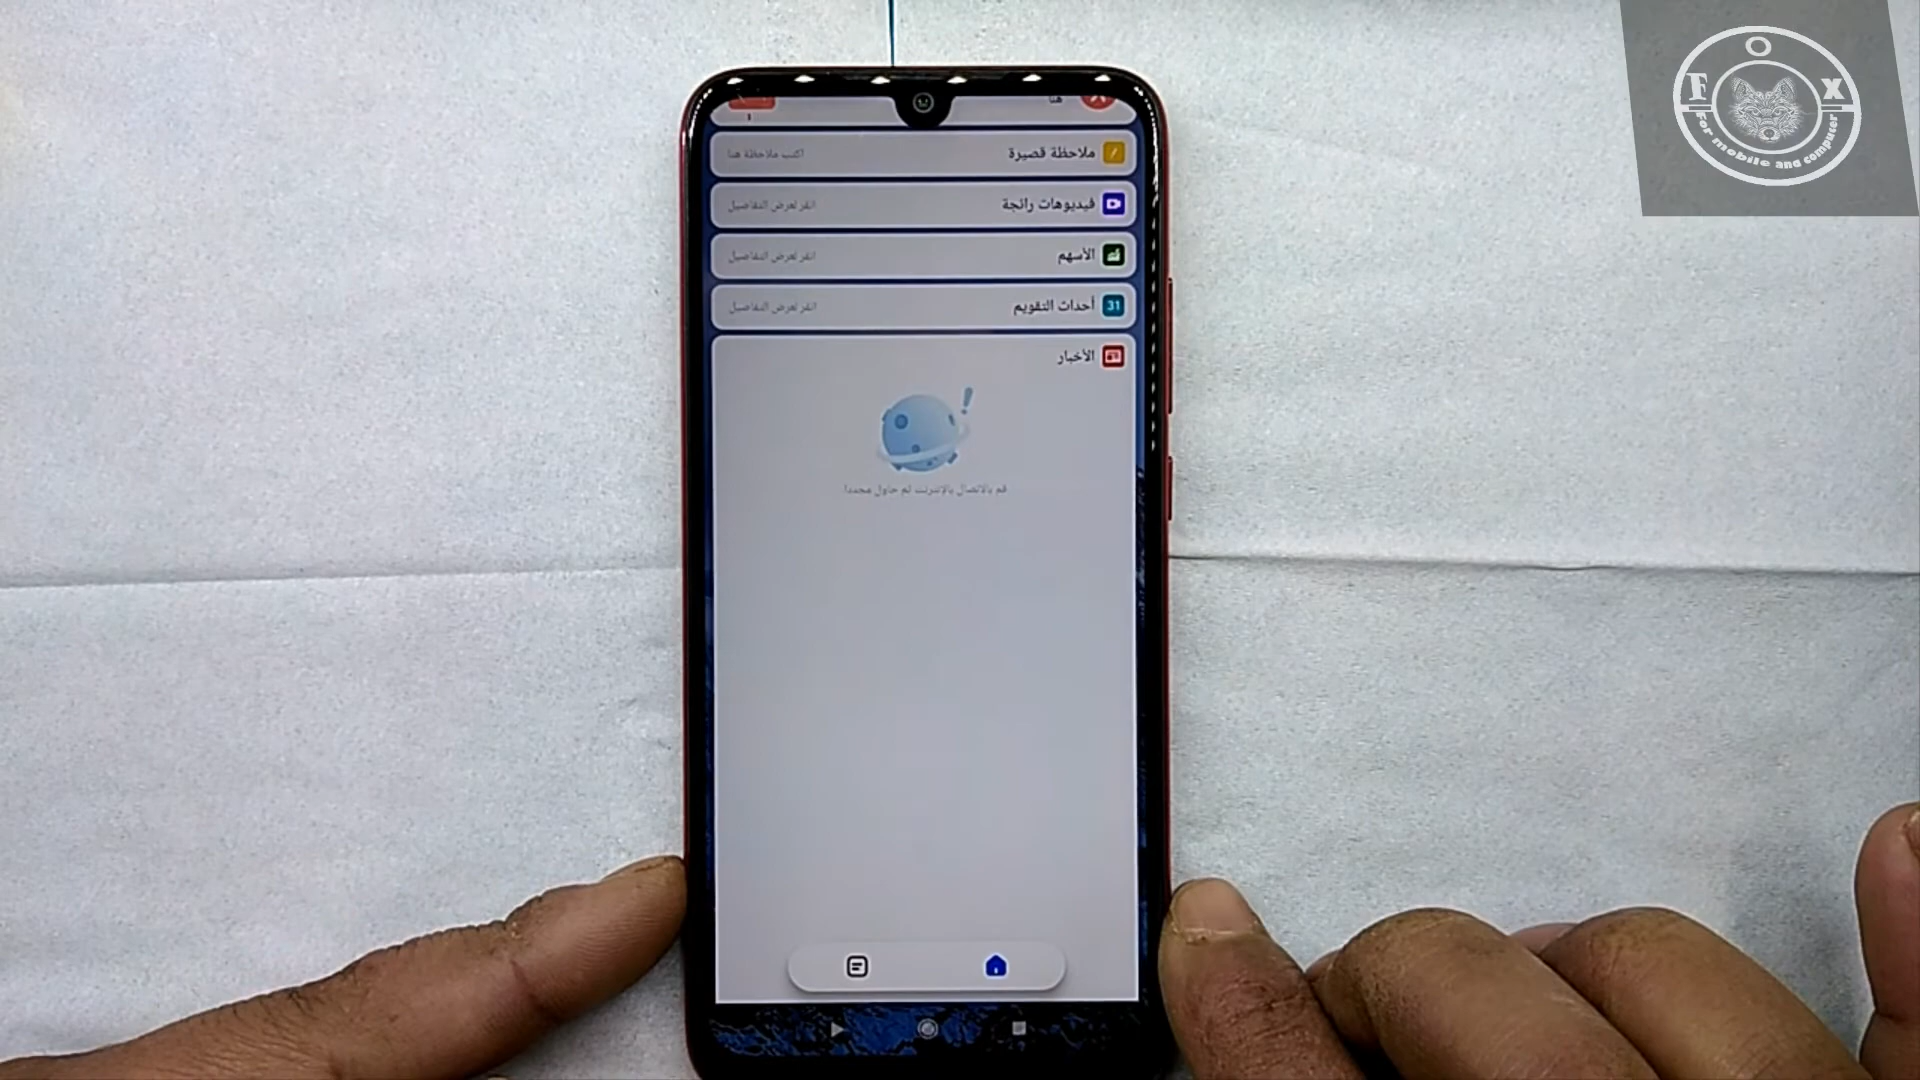 هنا
ملاحظة قصيرة
اكتب ملاحظة هنا
فيديوهات رائجة
انقر لعرض التفاصيل
الأسهم
انقر لعرض التفاصيل
31
أحداث التقويم
انقر لعرض التفاصيل
الأخبار
قم بالاتصال بالإنترنت ثم حاول مجددا
F O X
For mobile and computer